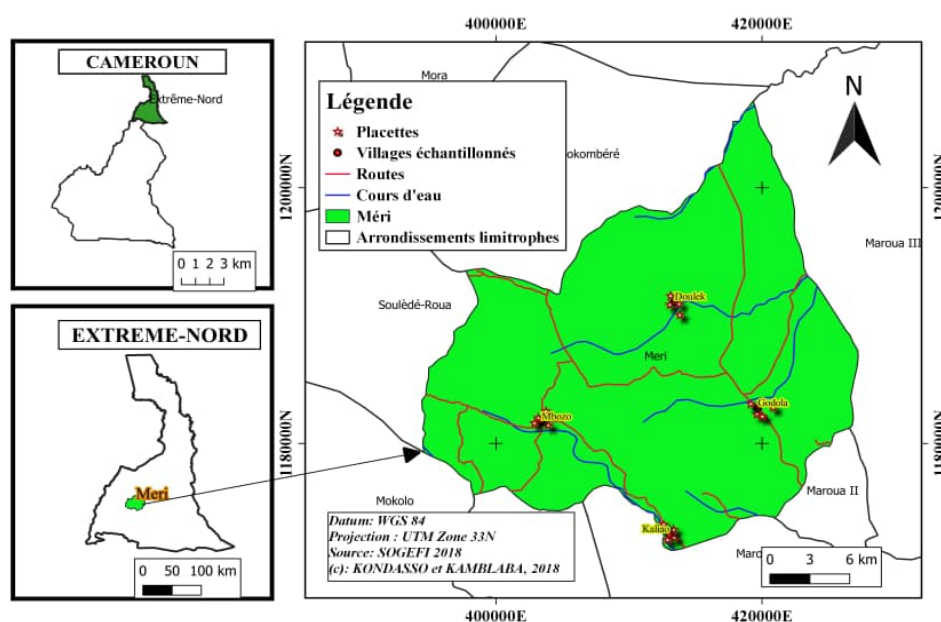 CAMEROUN
Extrême-Nord
0 1 2 3 km
EXTREME-NORD
Meri
0 50 100 km
400000E 420000E
1200000N 1200000N
1180000N 1180000N
Légende
Placettes
Villages échantillonnés
Routes
Cours d'eau
Méri
Arrondissements limitrophes
N
Mora
okombéré
Maroua III
Soulèdé-Roua
Doulek
Meri
Mbozo
Godola
Mokolo
Maroua II
Kaliao
Maro
Datum: WGS 84
Projection : UTM Zone 33N
Source: SOGEFI 2018
(c): KONDASSO et KAMBLABA, 2018
0 3 6 km
400000E 420000E